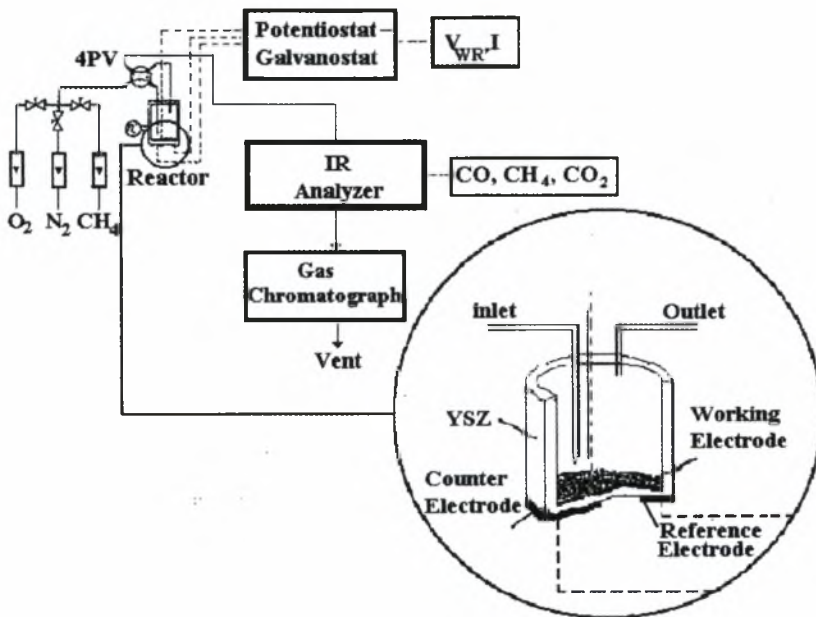 Potentiostat
Galvanostat
V_WR, I
4PV
Reactor
O₂ N₂ CH₄
IR
Analyzer
CO, CH₄, CO₂
Gas
Chromatograph
Vent
inlet
Outlet
YSZ
Working
Electrode
Counter
Electrode
Reference
Electrode